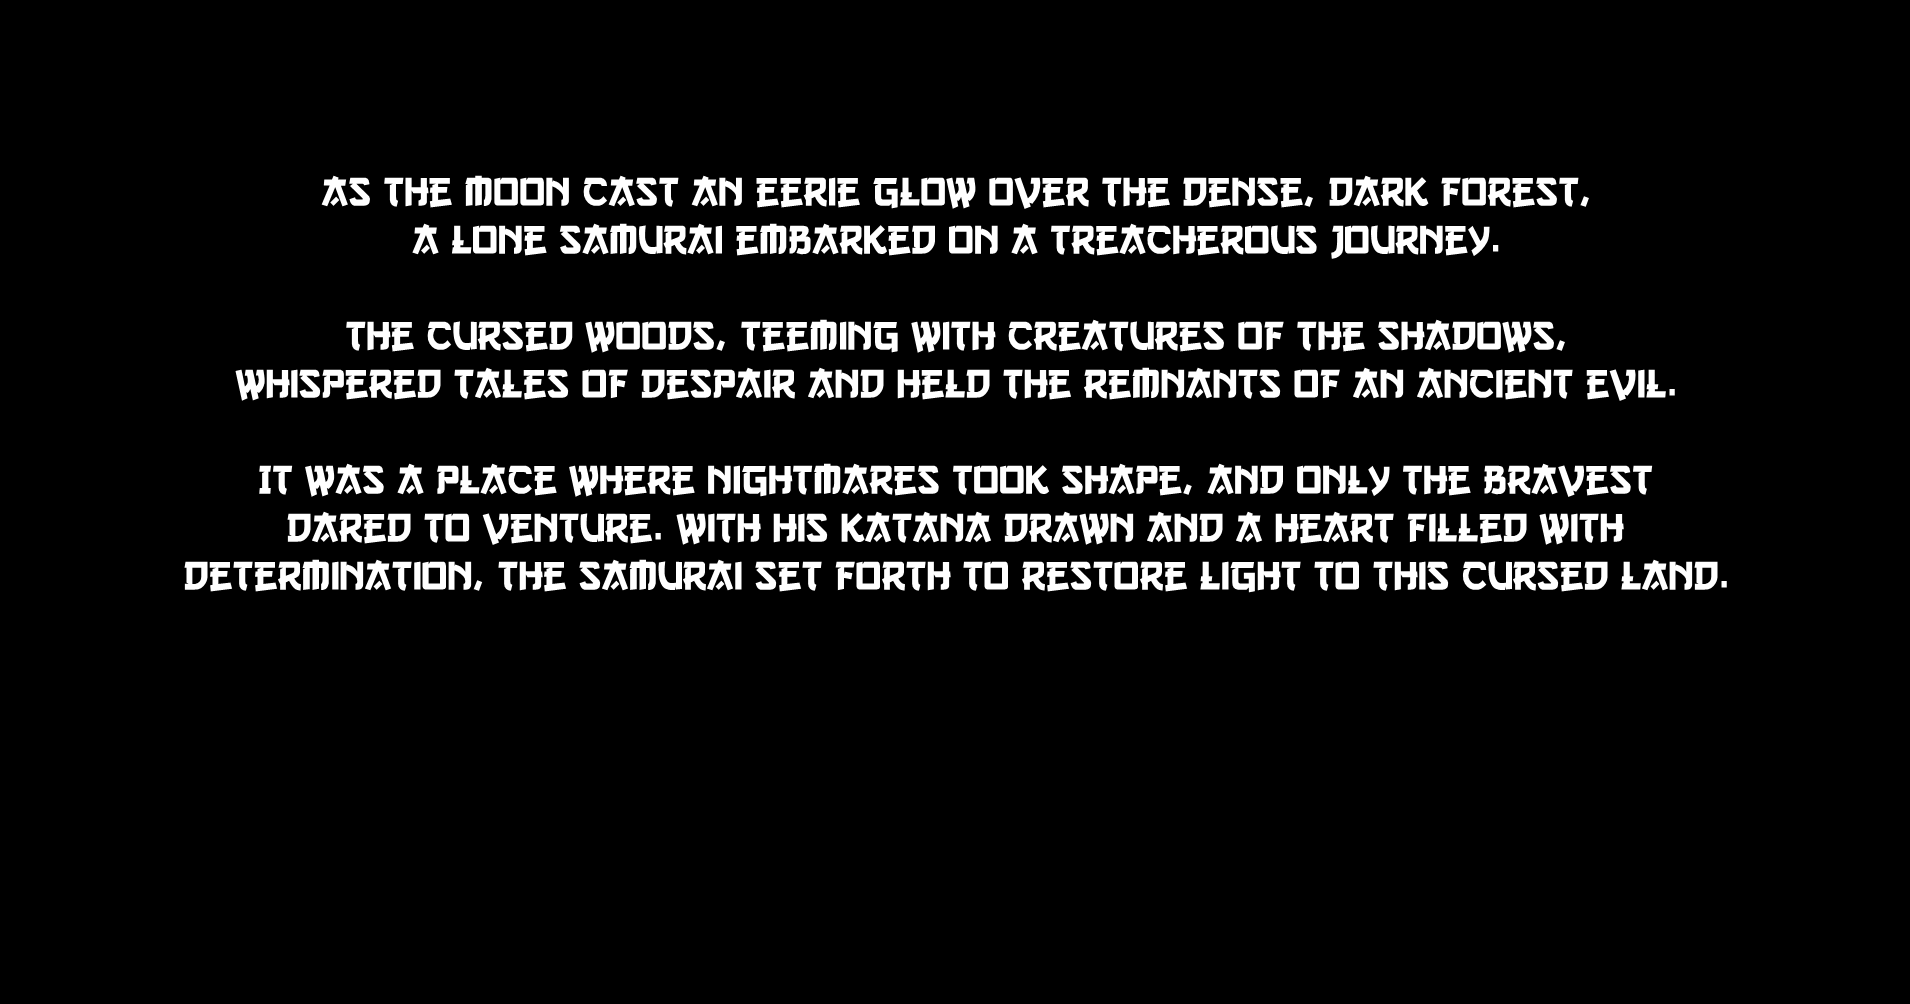 AS THE MOON CAST AN EERIE GLOW OVER THE DENSE, DARK FOREST,
A LONE SAMURAI EMBARKED ON A TREACHEROUS JOURNEY.
THE CURSED WOODS, TEEMING WITH CREATURES OF THE SHADOWS,
WHISPERED TALES OF DESPAIR AND HELD THE REMNANTS OF AN ANCIENT EVIL.
IT WAS A PLACE WHERE NIGHTMARES TOOK SHAPE, AND ONLY THE BRAVEST
DARED TO VENTURE. WITH HIS KATANA DRAWN AND A HEART FILLED WITH
DETERMINATION, THE SAMURAI SET FORTH TO RESTORE LIGHT TO THIS CURSED LAND.